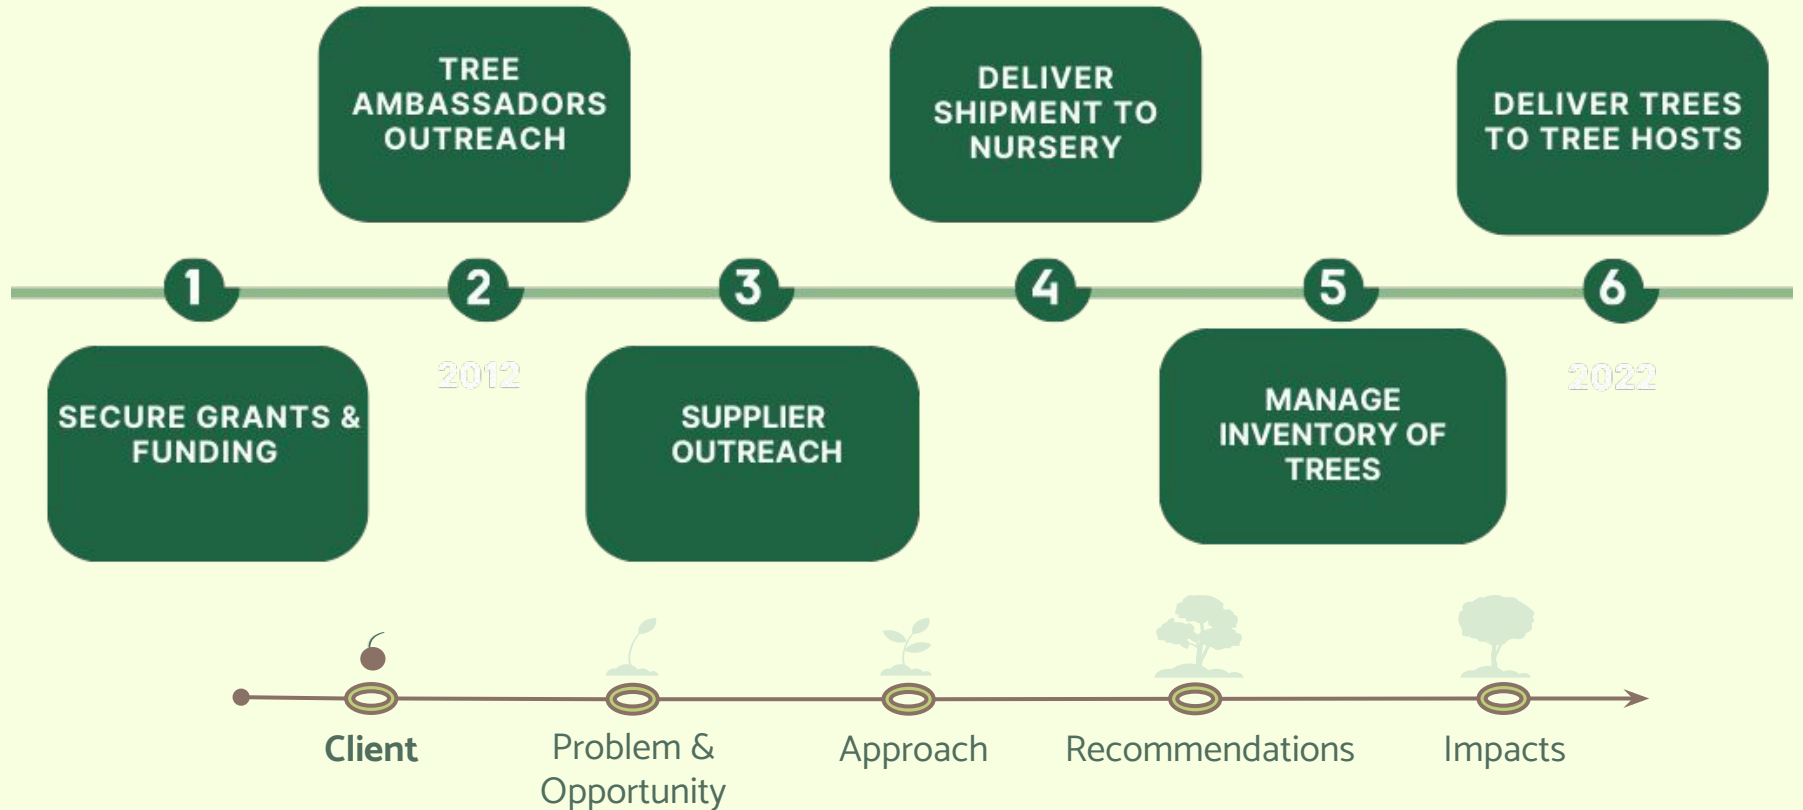 TREE
AMBASSADORS
OUTREACH
DELIVER
SHIPMENT TO
NURSERY
DELIVER TREES
TO TREE HOSTS
1
2
3
4
5
6
2012
2022
SECURE GRANTS &
FUNDING
SUPPLIER
OUTREACH
MANAGE
INVENTORY OF
TREES
Client
Problem &
Opportunity
Approach
Recommendations
Impacts